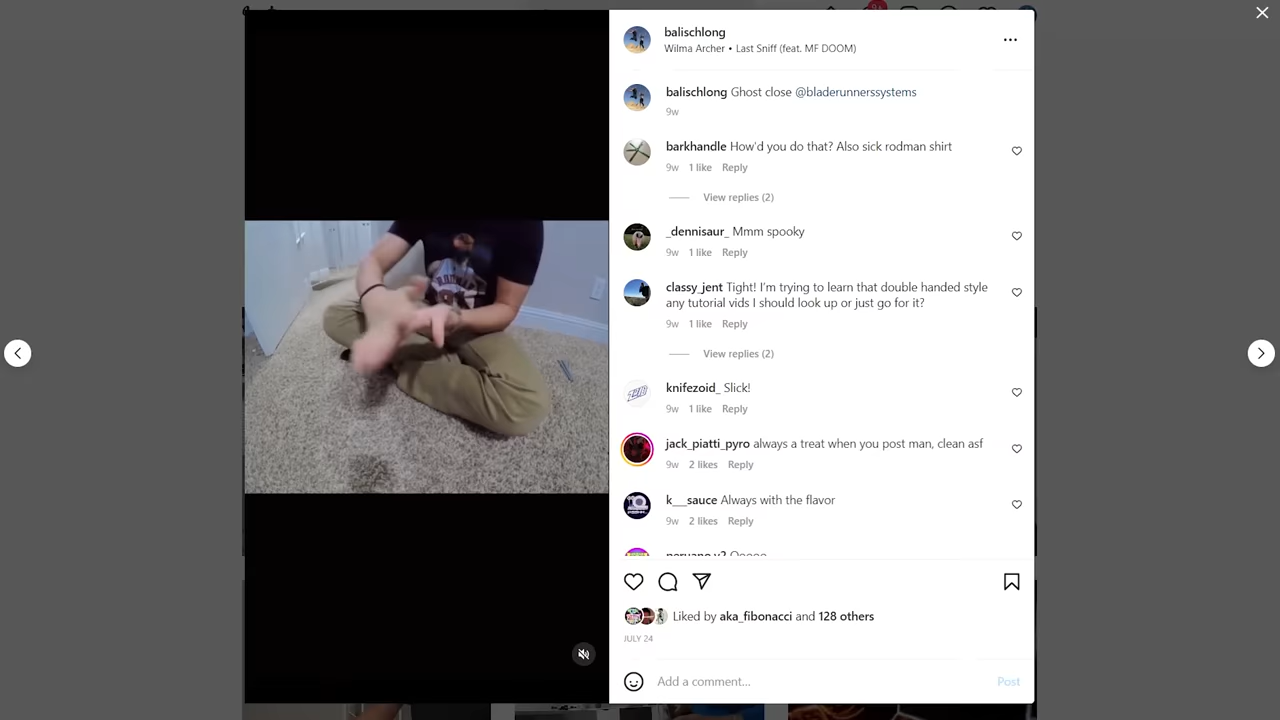 balischlong
Wilma Archer • Last Sniff (feat. MF DOOM)
balischlong Ghost close @bladerunnerssystems
9w
barkhandle How'd you do that? Also sick rodman shirt
9w 1 like Reply
View replies (2)
_dennisaur_ Mmm spooky
9w 1 like Reply
classy_jent Tight! I'm trying to learn that double handed style
any tutorial vids I should look up or just go for it?
9w 1 like Reply
View replies (2)
knifezoid_ Slick!
9w 1 like Reply
jack_piatti_pyro always a treat when you post man, clean asf
9w 2 likes Reply
k___sauce Always with the flavor
9w 2 likes Reply
Liked by aka_fibonacci and 128 others
JULY 24
Add a comment... Post